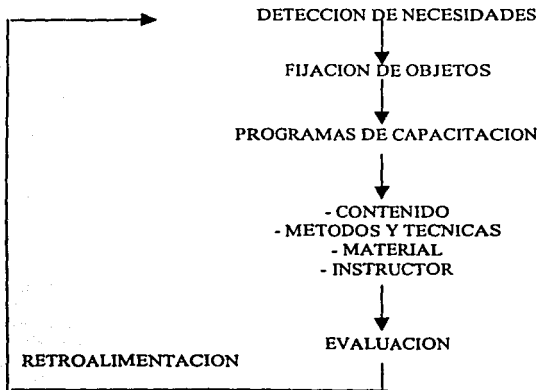 DETECCION DE NECESIDADES
FIJACION DE OBJETOS
PROGRAMAS DE CAPACITACION
- CONTENIDO
- METODOS Y TECNICAS
- MATERIAL
- INSTRUCTOR
EVALUACION
RETROALIMENTACION